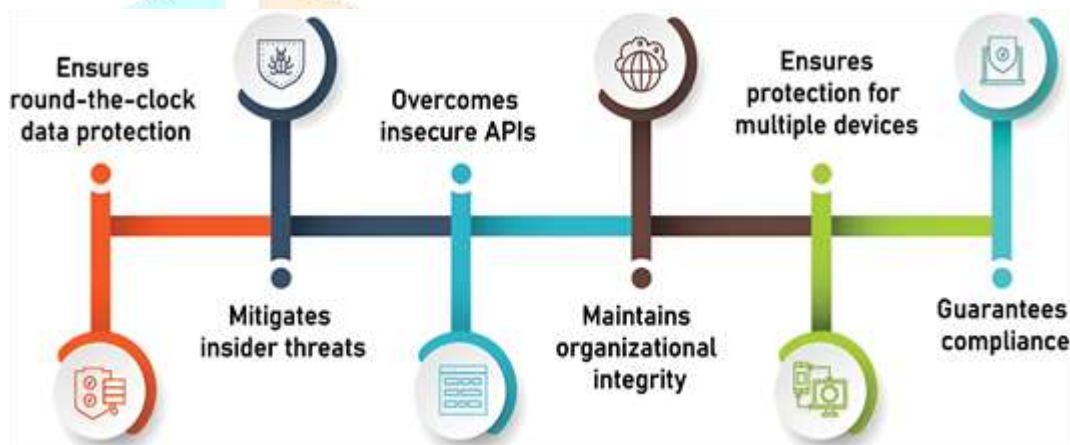 Ensures
round-the-clock
data protection
Mitigates
insider threats
Overcomes
insecure APIs
Maintains
organizational
integrity
Ensures
protection for
multiple devices
Guarantees
compliance